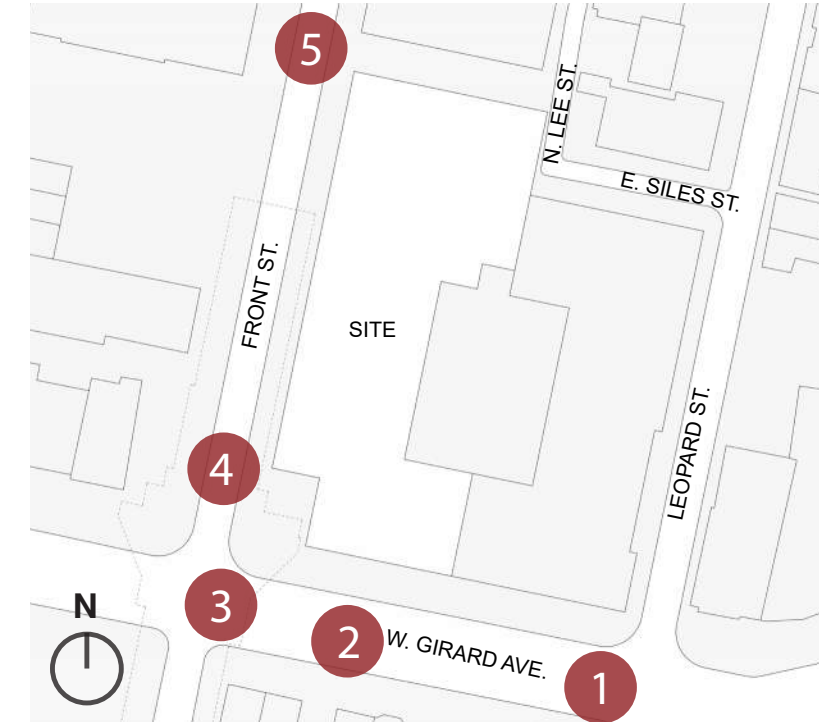 5
N. LEE ST.
E. SILES ST.
FRONT ST.
SITE
LEOPARD ST.
4
3
N
2
W. GIRARD AVE.
1